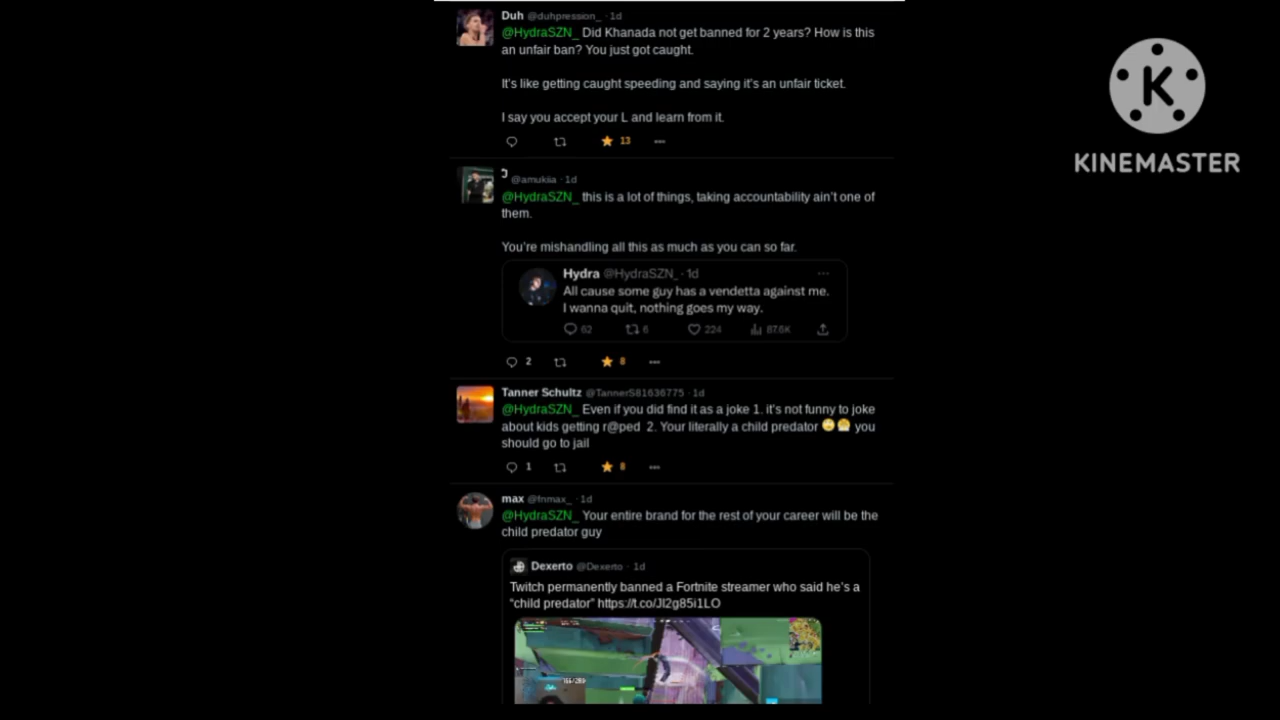 Duh @duhpression_ · 1d
@HydraSZN_ Did Khanada not get banned for 2 years? How is this
an unfair ban? You just got caught.
It's like getting caught speeding and saying it's an unfair ticket.
I say you accept your L and learn from it.
13
@amukiia · 1d
@HydraSZN_ this is a lot of things, taking accountability ain't one of
them.
You're mishandling all this as much as you can so far.
Hydra @HydraSZN_ · 1d
All cause some guy has a vendetta against me.
I wanna quit, nothing goes my way.
62 6 224 87.6K
2 8
Tanner Schultz @TannerS81636775 · 1d
@HydraSZN_ Even if you did find it as a joke 1. it's not funny to joke
about kids getting r@ped 2. Your literally a child predator 🙄😤 you
should go to jail
1 8
max @fnmax_ · 1d
@HydraSZN_ Your entire brand for the rest of your career will be the
child predator guy
Dexerto @Dexerto · 1d
Twitch permanently banned a Fortnite streamer who said he's a
"child predator" https://t.co/JI2g85i1LO
K
KINEMASTER